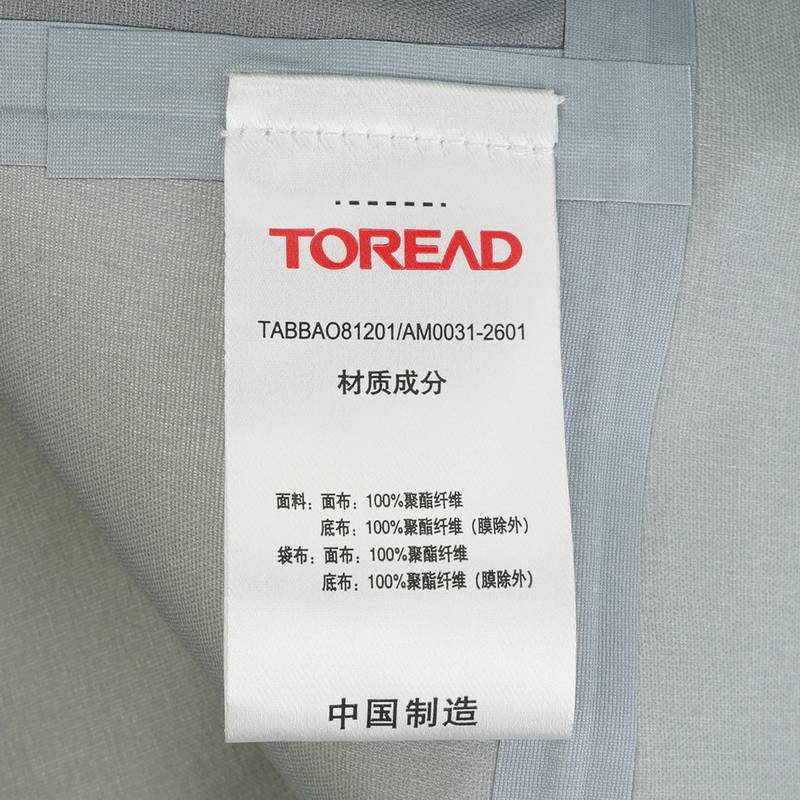 TOREAD
TABBAO81201/AM0031-2601
材质成分
面料：面布：100%聚酯纤维
底布：100%聚酯纤维（膜除外）
袋布：面布：100%聚酯纤维
底布：100%聚酯纤维（膜除外）
中国制造